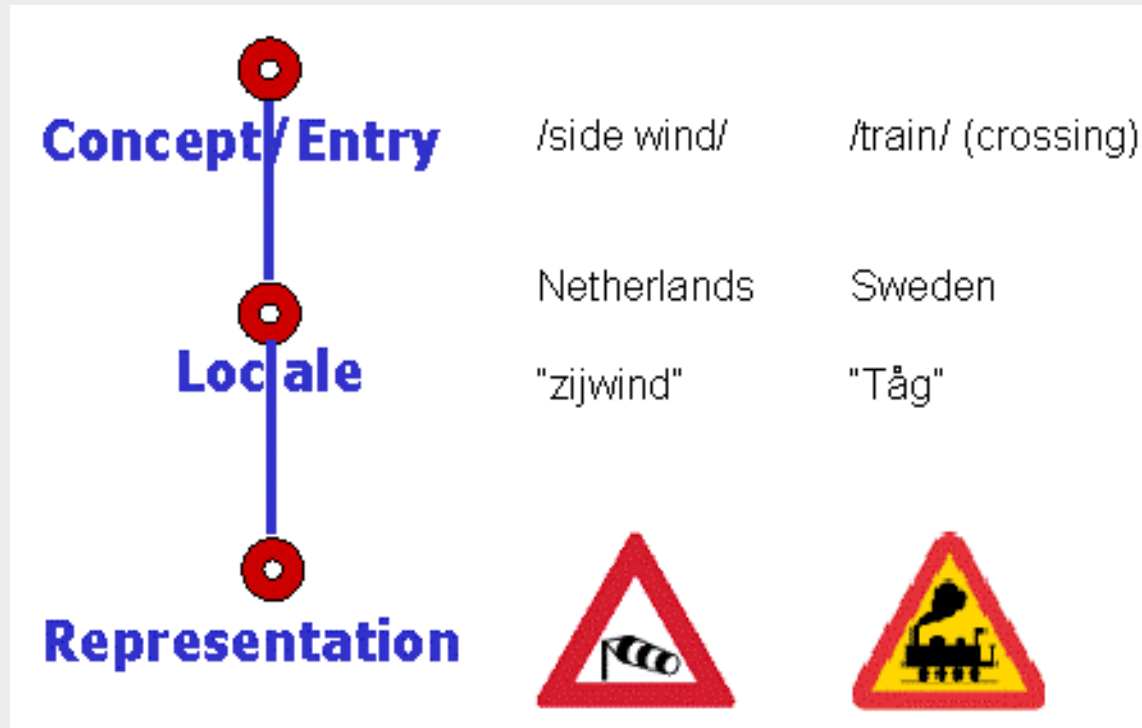 Concept/Entry /side wind/ /train/ (crossing)
Netherlands Sweden
Locale "zijwind" "Tåg"
Representation